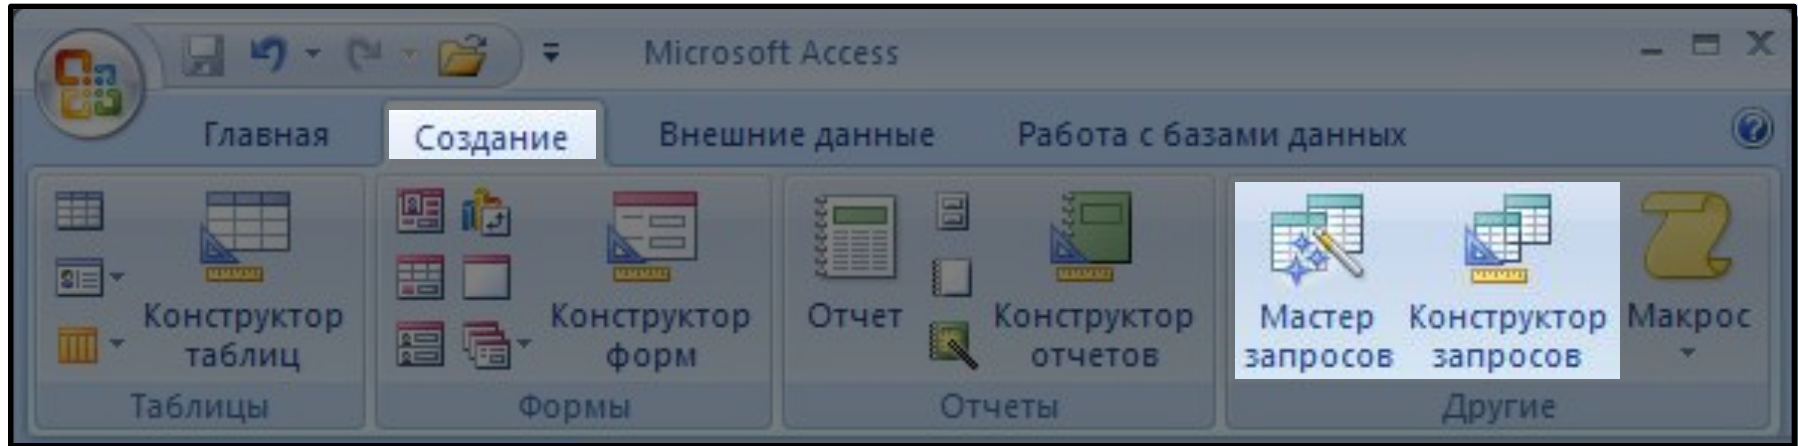 Microsoft Access
Главная Создание Внешние данные Работа с базами данных
Конструктор таблиц
Конструктор форм
Отчет
Конструктор отчетов
Мастер запросов
Конструктор запросов
Макрос
Таблицы Формы Отчеты Другие